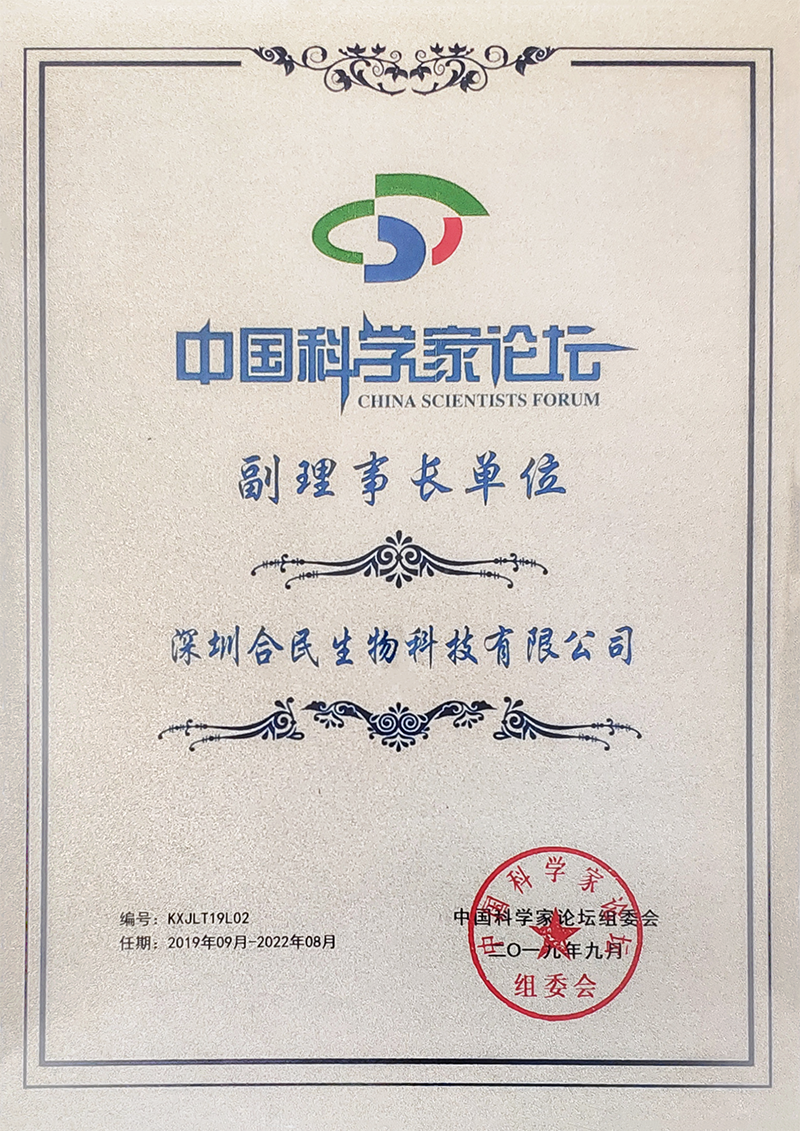 中国科学家论坛
CHINA SCIENTISTS FORUM
副理事长单位
深圳合民生物科技有限公司
编号：KXJLT19L02
任期：2019年09月-2022年08月
中国科学家论坛组委会
二〇一九年九月
中国科学家论坛
组委会